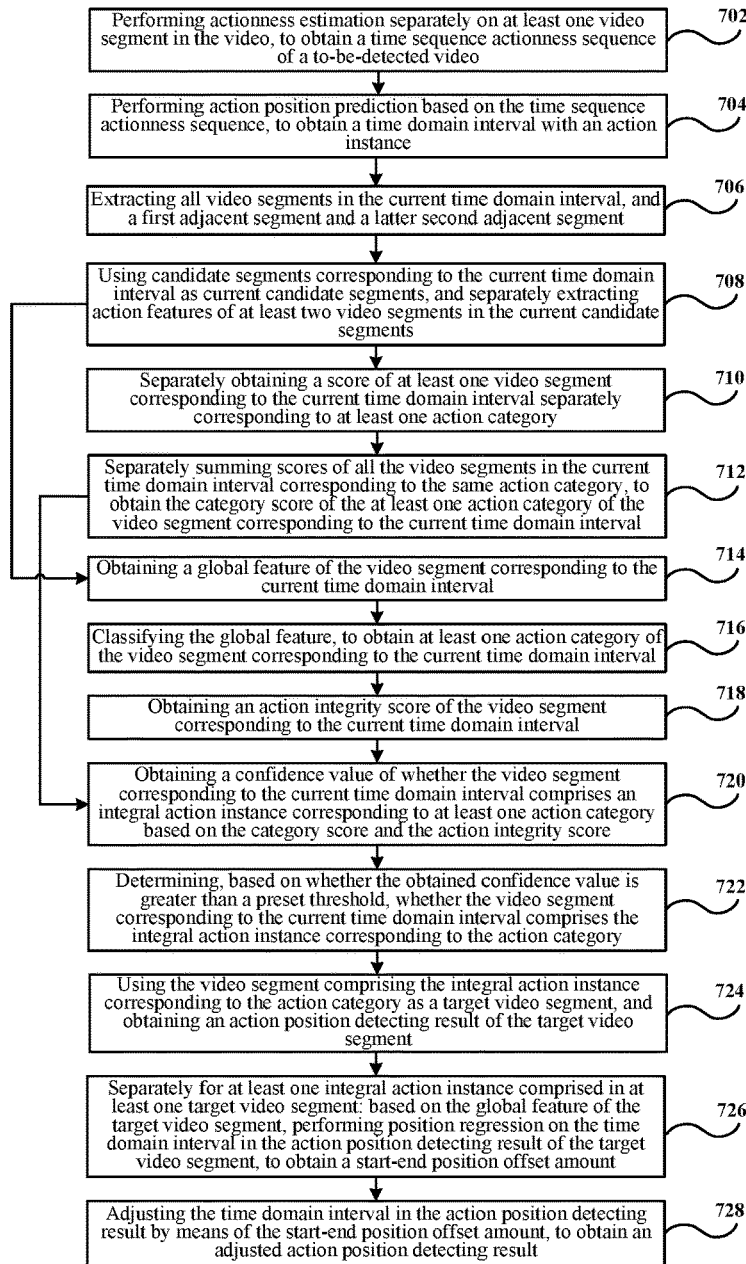 Performing actionness estimation separately on at least one video
segment in the video, to obtain a time sequence actionness sequence
of a to-be-detected video
702
Performing action position prediction based on the time sequence
actionness sequence, to obtain a time domain interval with an action
instance
704
Extracting all video segments in the current time domain interval, and
a first adjacent segment and a latter second adjacent segment
706
Using candidate segments corresponding to the current time domain
interval as current candidate segments, and separately extracting
action features of at least two video segments in the current candidate
segments
708
Separately obtaining a score of at least one video segment
corresponding to the current time domain interval separately
corresponding to at least one action category
710
Separately summing scores of all the video segments in the current
time domain interval corresponding to the same action category, to
obtain the category score of the at least one action category of the
video segment corresponding to the current time domain interval
712
Obtaining a global feature of the video segment corresponding to the
current time domain interval
714
Classifying the global feature, to obtain at least one action category of
the video segment corresponding to the current time domain interval
716
Obtaining an action integrity score of the video segment
corresponding to the current time domain interval
718
Obtaining a confidence value of whether the video segment
corresponding to the current time domain interval comprises an
integral action instance corresponding to at least one action category
based on the category score and the action integrity score
720
Determining, based on whether the obtained confidence value is
greater than a preset threshold, whether the video segment
corresponding to the current time domain interval comprises the
integral action instance corresponding to the action category
722
Using the video segment comprising the integral action instance
corresponding to the action category as a target video segment, and
obtaining an action position detecting result of the target video
segment
724
Separately for at least one integral action instance comprised in at
least one target video segment: based on the global feature of the
target video segment, performing position regression on the time
domain interval in the action position detecting result of the target
video segment, to obtain a start-end position offset amount
726
Adjusting the time domain interval in the action position detecting
result by means of the start-end position offset amount, to obtain an
adjusted action position detecting result
728